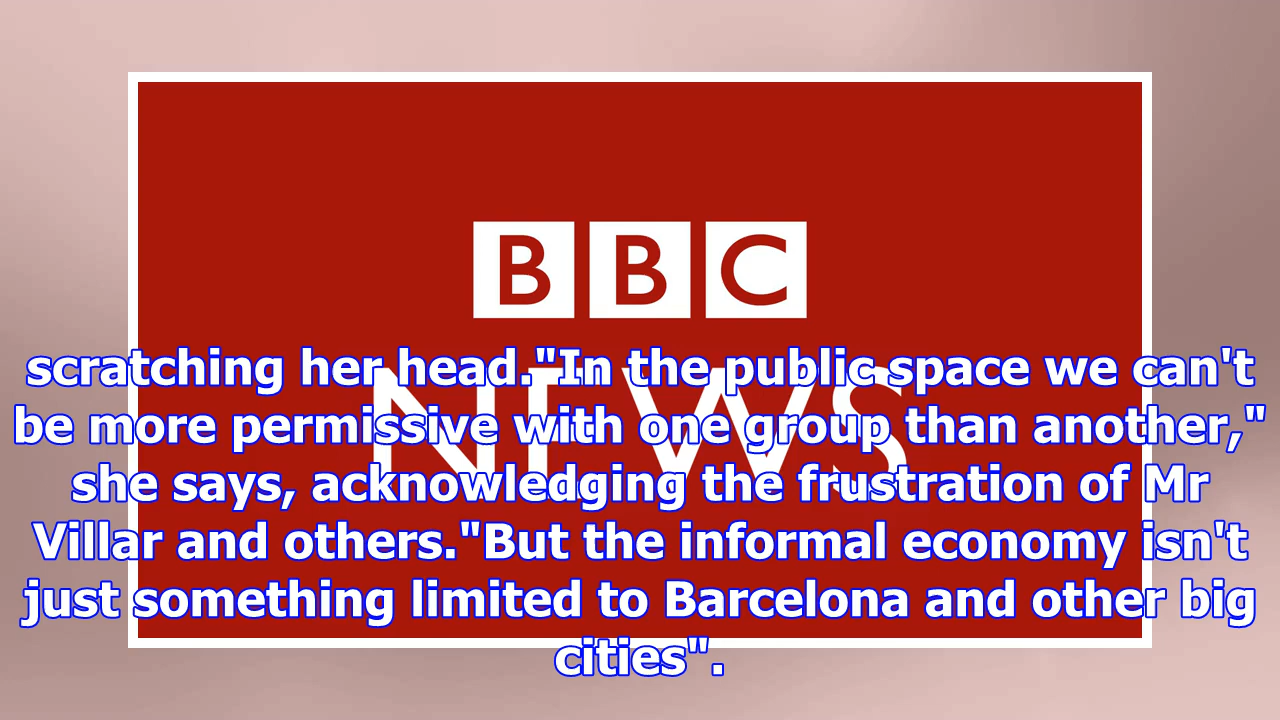 BBC
NEWS
scratching her head."In the public space we can't
be more permissive with one group than another,"
she says, acknowledging the frustration of Mr
Villar and others."But the informal economy isn't
just something limited to Barcelona and other big
cities".